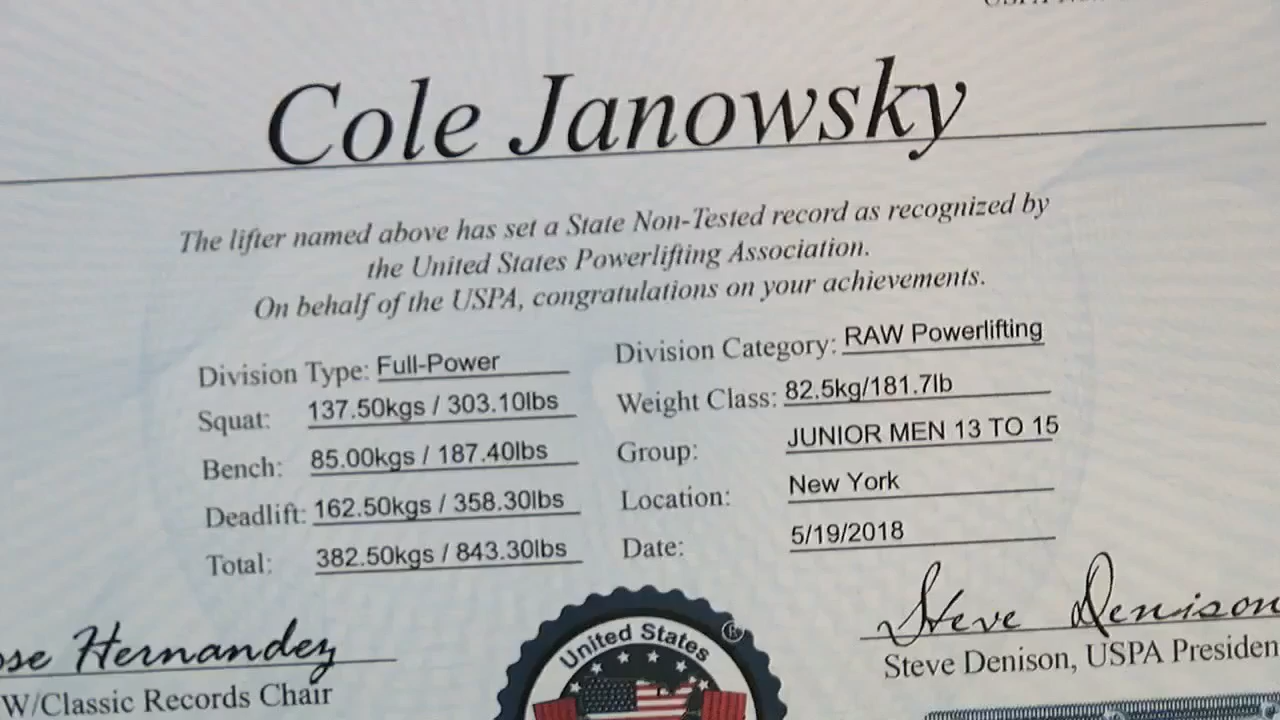 Cole Janowsky
The lifter named above has set a State Non-Tested record as recognized by
the United States Powerlifting Association.
On behalf of the USPA, congratulations on your achievements.
Division Type: Full-Power
Division Category: RAW Powerlifting
Squat: 137.50kgs / 303.10lbs
Weight Class: 82.5kg/181.7lb
Bench: 85.00kgs / 187.40lbs
Group: JUNIOR MEN 13 TO 15
Deadlift: 162.50kgs / 358.30lbs
Location: New York
Total: 382.50kgs / 843.30lbs
Date: 5/19/2018
ose Hernandez
W/Classic Records Chair
Steve Denison
Steve Denison, USPA Presiden
United States ®